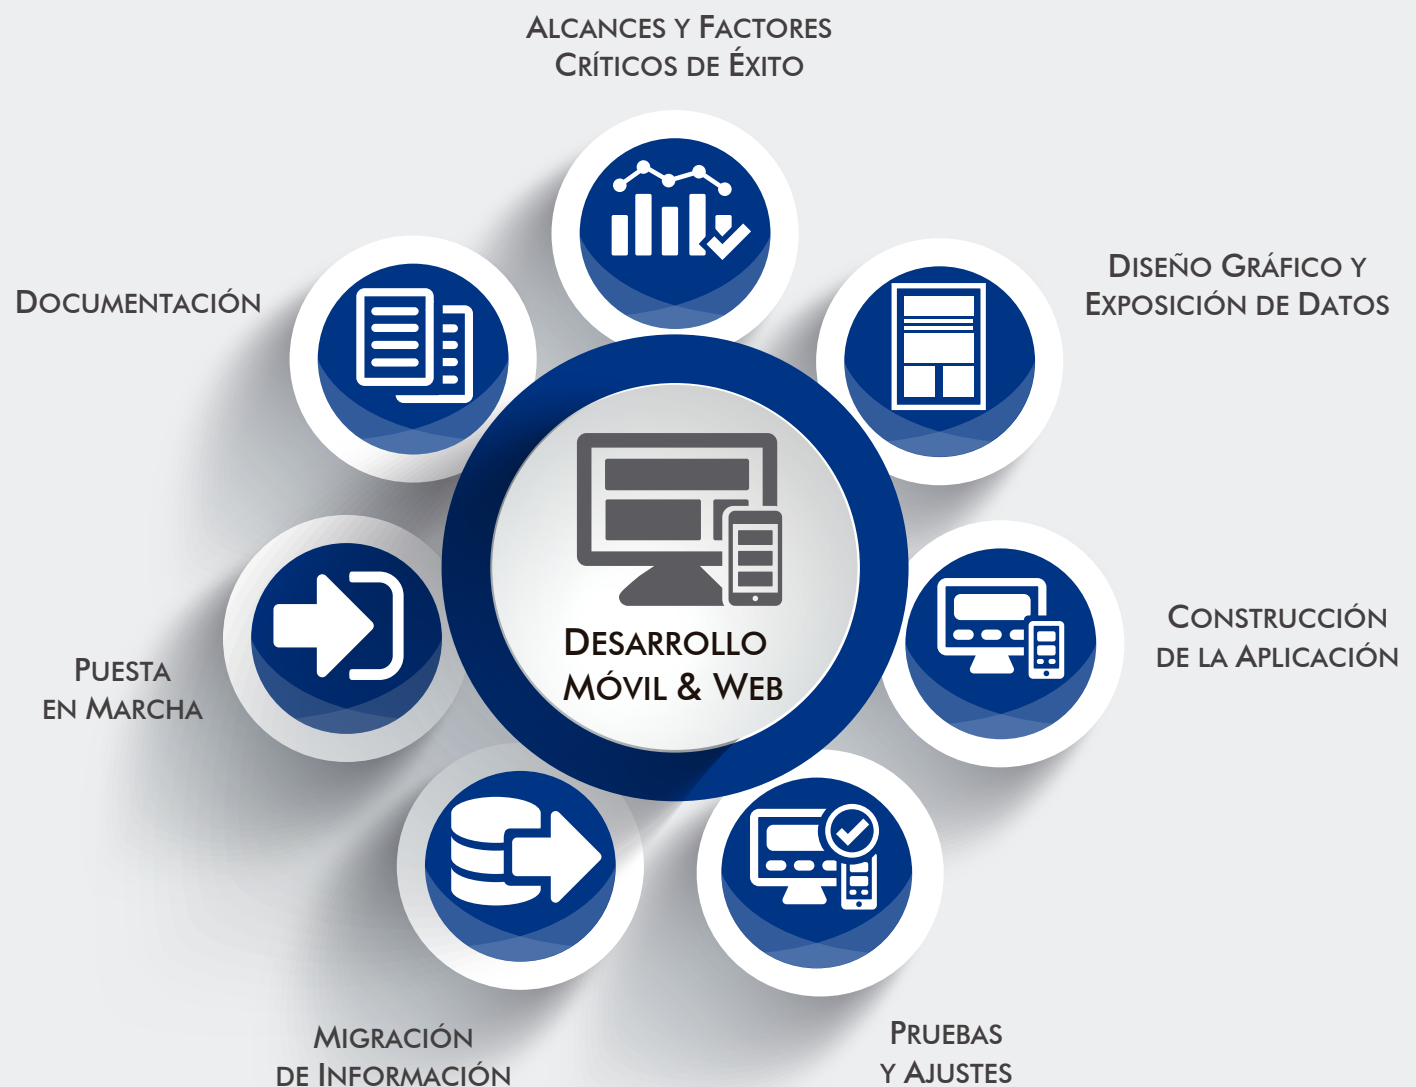 Alcances y Factores
Críticos de Éxito
Diseño Gráfico y
Exposición de Datos
Documentación
Construcción
de la Aplicación
Desarrollo
Móvil & Web
Puesta
en Marcha
Pruebas
y Ajustes
Migración
de Información